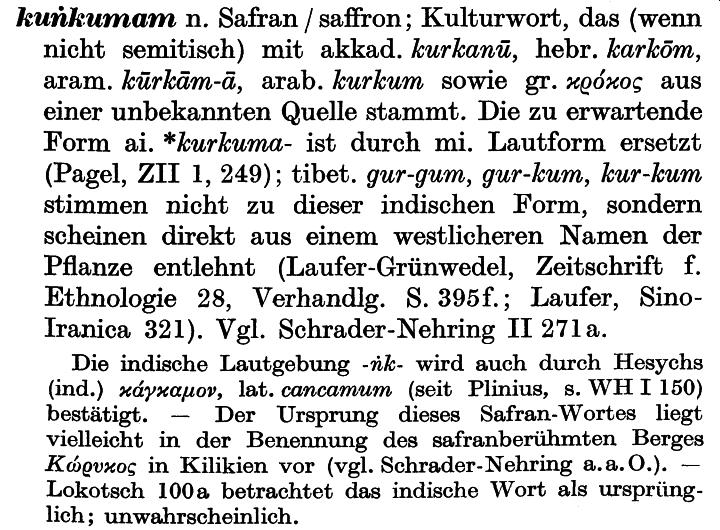 kuṅkumam n. Safran / saffron; Kulturwort, das (wenn
nicht semitisch) mit akkad. kurkanū, hebr. karkōm,
aram. kūrkām-ā, arab. kurkum sowie gr. κρόκος aus
einer unbekannten Quelle stammt. Die zu erwartende
Form ai. *kurkuma- ist durch mi. Lautform ersetzt
(Pagel, ZII 1, 249); tibet. gur-gum, gur-kum, kur-kum
stimmen nicht zu dieser indischen Form, sondern
scheinen direkt aus einem westlicheren Namen der
Pflanze entlehnt (Laufer-Grünwedel, Zeitschrift f.
Ethnologie 28, Verhandlg. S. 395f.; Laufer, Sino-
Iranica 321). Vgl. Schrader-Nehring II 271a.
Die indische Lautgebung -ṅk- wird auch durch Hesychs
(ind.) κάγκαμον, lat. cancamum (seit Plinius, s. WH I 150)
bestätigt. — Der Ursprung dieses Safran-Wortes liegt
vielleicht in der Benennung des safranberühmten Berges
Κώρυκος in Kilikien vor (vgl. Schrader-Nehring a.a.O.). —
Lokotsch 100a betrachtet das indische Wort als ursprüng-
lich; unwahrscheinlich.